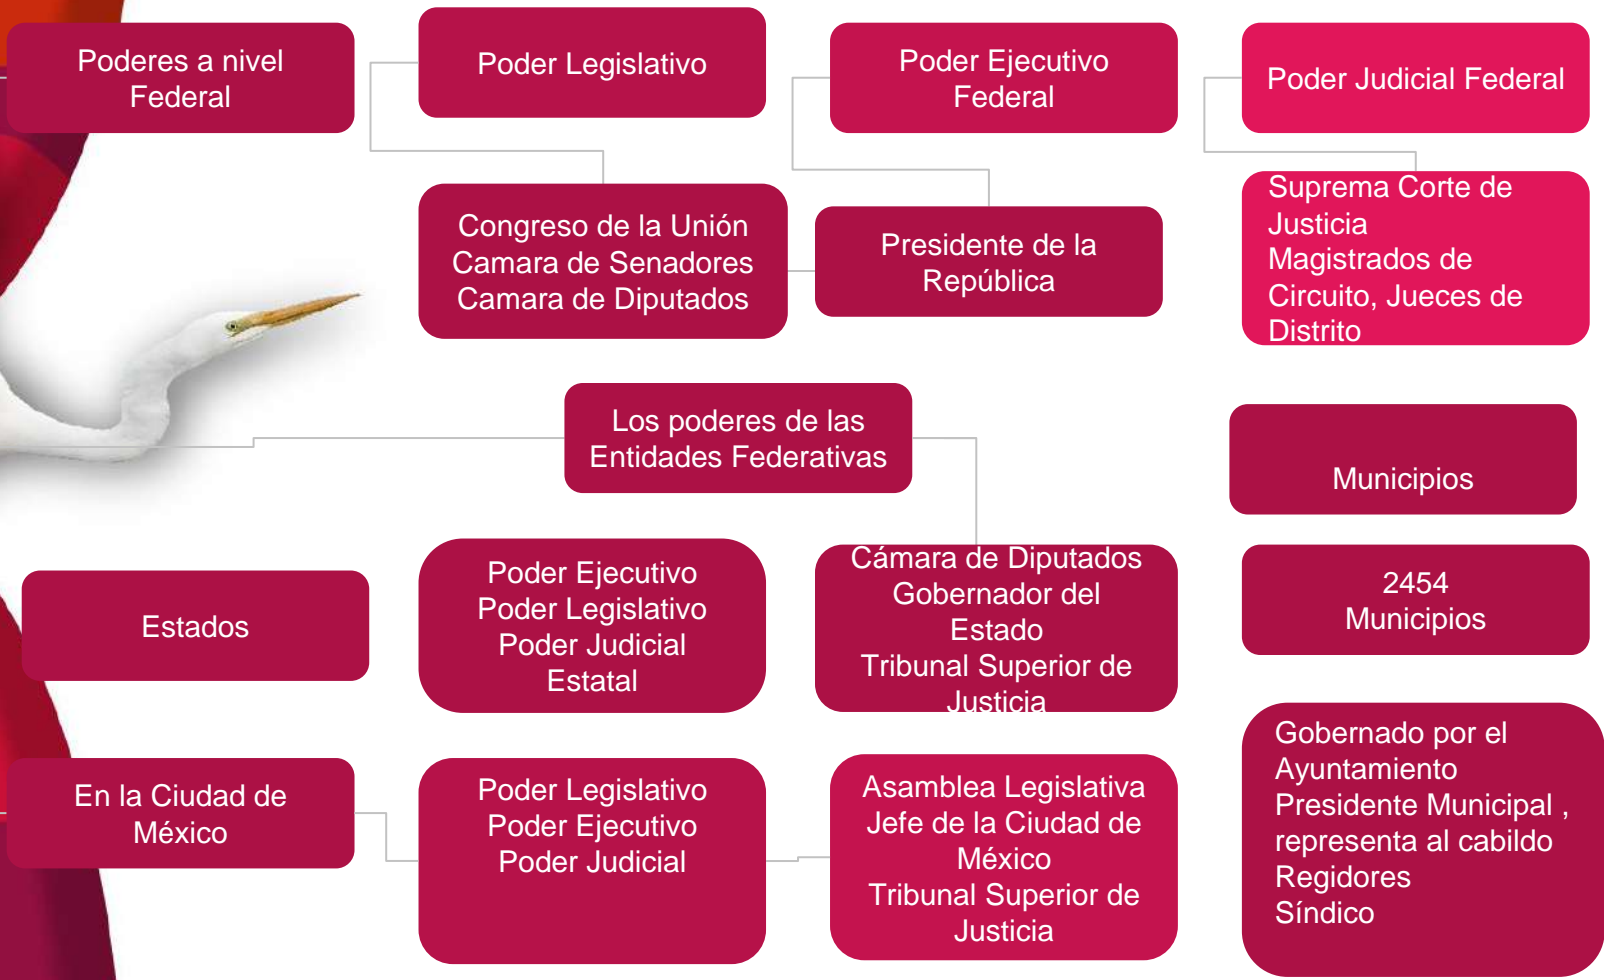 Poderes a nivel
Federal
Poder Legislativo
Poder Ejecutivo
Federal
Poder Judicial Federal
Congreso de la Unión
Camara de Senadores
Camara de Diputados
Presidente de la
República
Suprema Corte de
Justicia
Magistrados de
Circuito, Jueces de
Distrito
Los poderes de las
Entidades Federativas
Municipios
Estados
Poder Ejecutivo
Poder Legislativo
Poder Judicial
Estatal
Cámara de Diputados
Gobernador del
Estado
Tribunal Superior de
Justicia
2454
Municipios
En la Ciudad de
México
Poder Legislativo
Poder Ejecutivo
Poder Judicial
Asamblea Legislativa
Jefe de la Ciudad de
México
Tribunal Superior de
Justicia
Gobernado por el
Ayuntamiento
Presidente Municipal ,
representa al cabildo
Regidores
Síndico